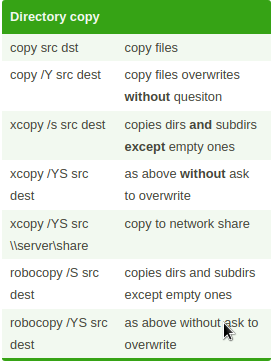 Directory copy
copy src dst copy files
copy /Y src dest copy files overwrites
without quesiton
xcopy /s src dest copies dirs and subdirs
except empty ones
xcopy /YS src as above without ask
dest to overwrite
xcopy /YS src copy to network share
\\server\share
robocopy /S src copies dirs and subdirs
dest except empty ones
robocopy /YS src as above without ask to
dest overwrite